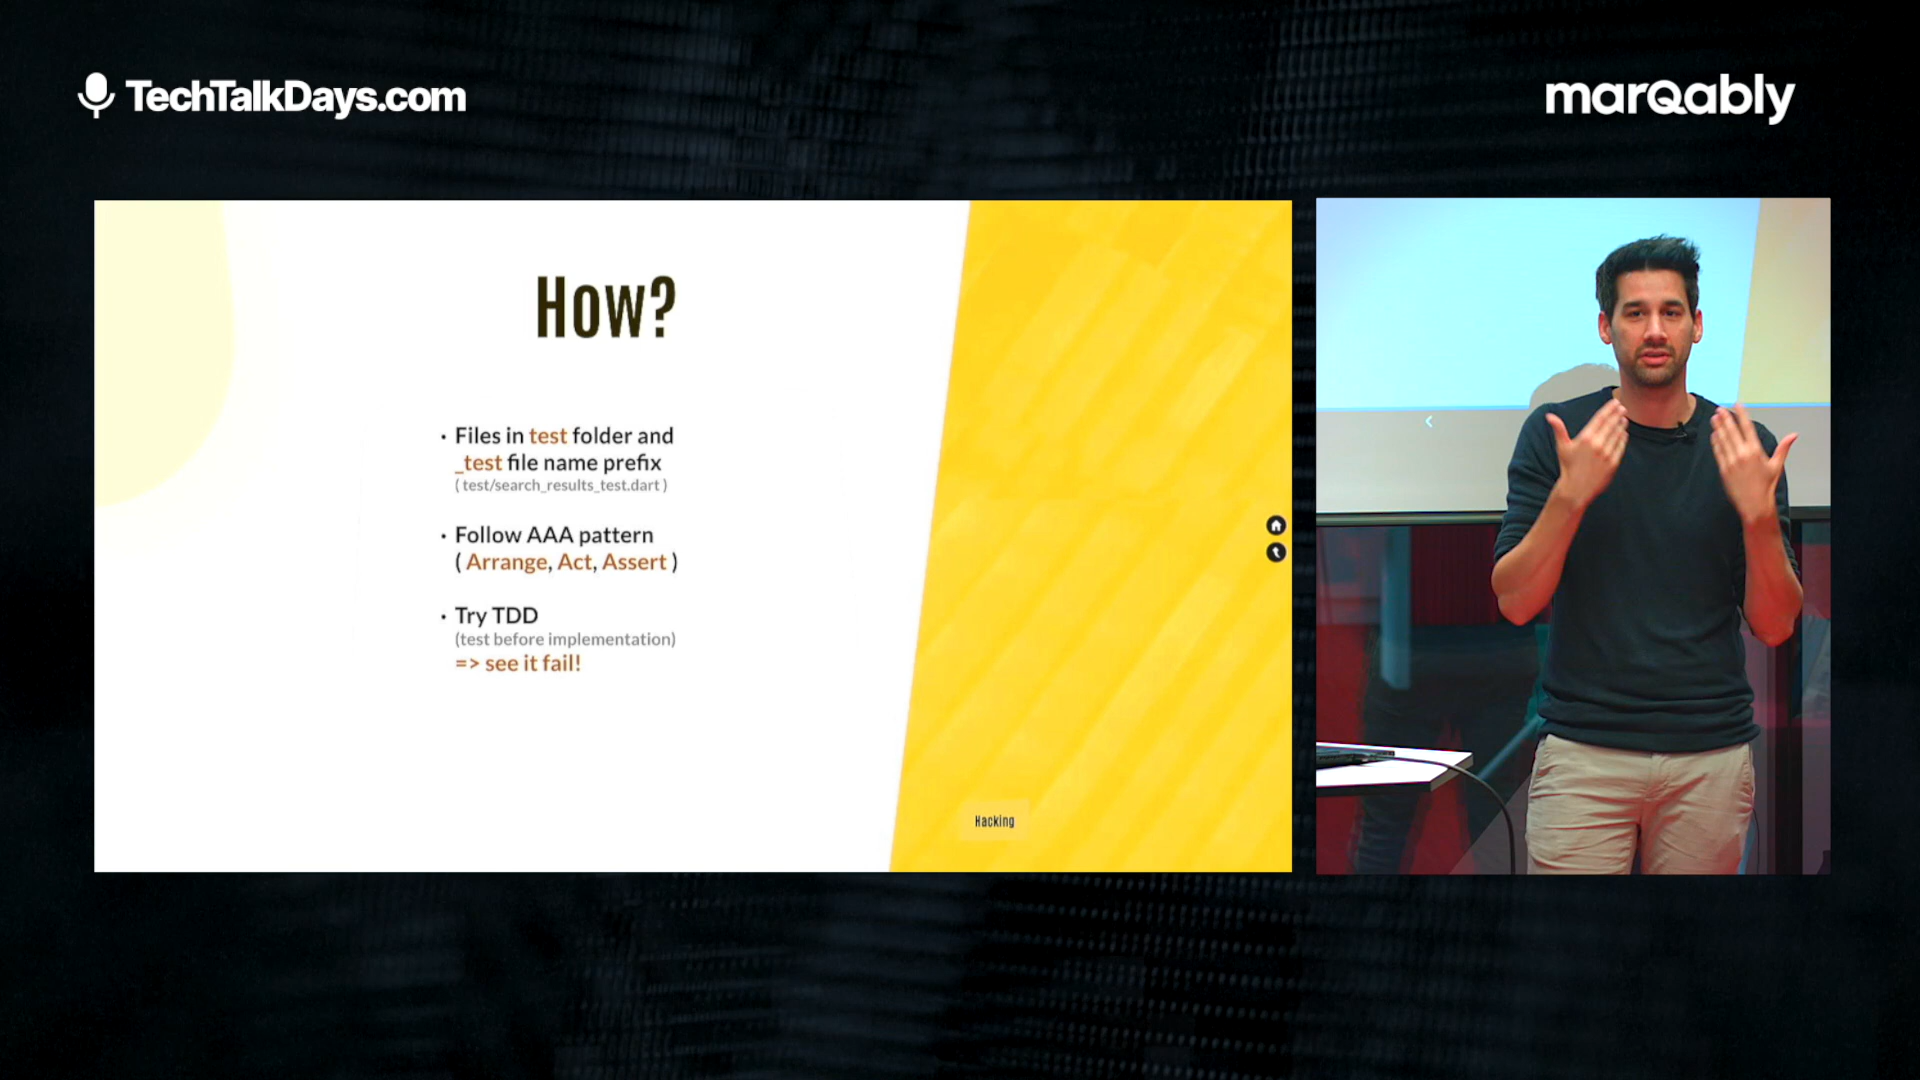 TechTalkDays.com
marQably
How?
• Files in test folder and
_test file name prefix
( test/search_results_test.dart )
• Follow AAA pattern
( Arrange, Act, Assert )
• Try TDD
(test before implementation)
=> see it fail!
Hacking